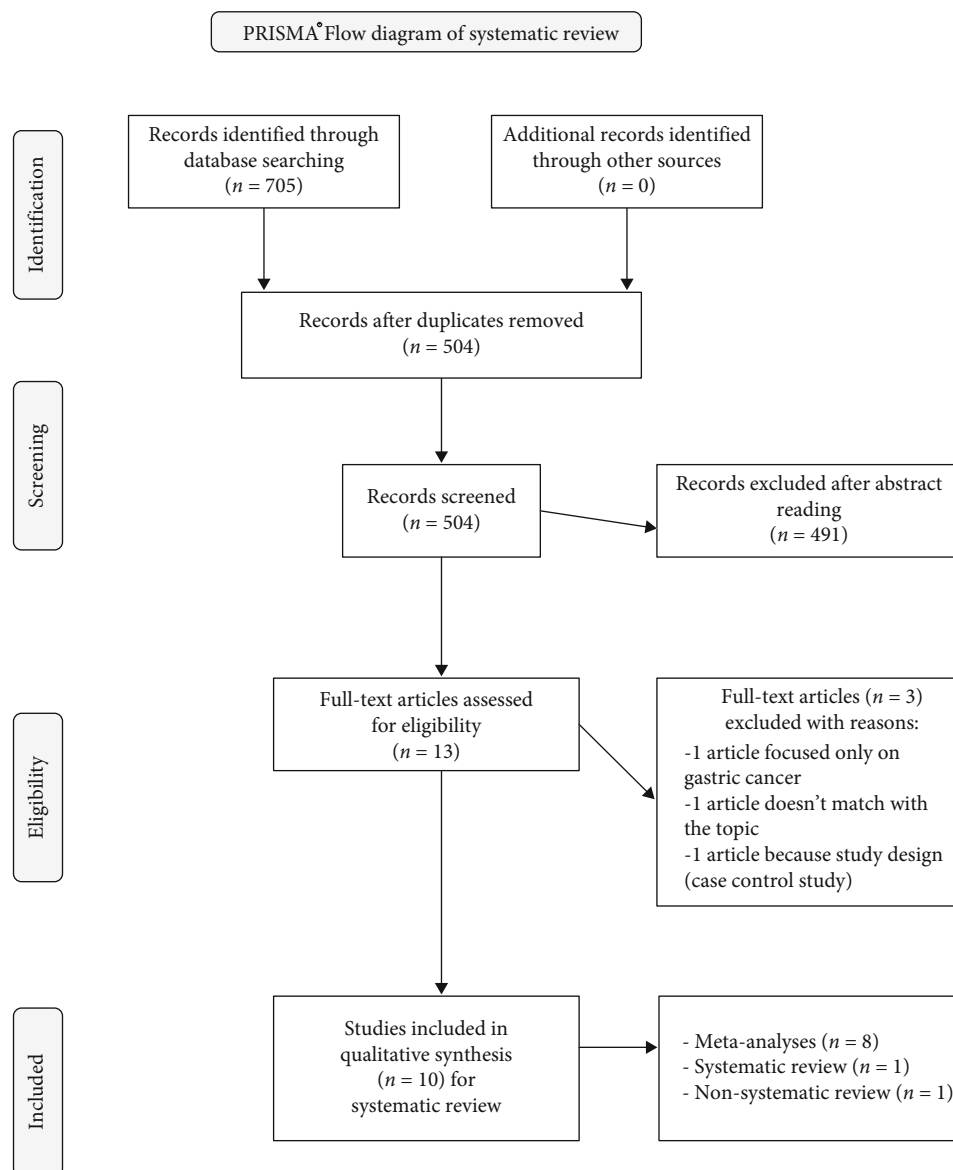 PRISMA® Flow diagram of systematic review
Identification
Records identified through
database searching
(n = 705)
Additional records identified
through other sources
(n = 0)
Records after duplicates removed
(n = 504)
Screening
Records screened
(n = 504)
Records excluded after abstract
reading
(n = 491)
Eligibility
Full-text articles assessed
for eligibility
(n = 13)
Full-text articles (n = 3)
excluded with reasons:
-1 article focused only on
gastric cancer
-1 article doesn’t match with
the topic
-1 article because study design
(case control study)
Included
Studies included in
qualitative synthesis
(n = 10) for
systematic review
- Meta-analyses (n = 8)
- Systematic review (n = 1)
- Non-systematic review (n = 1)